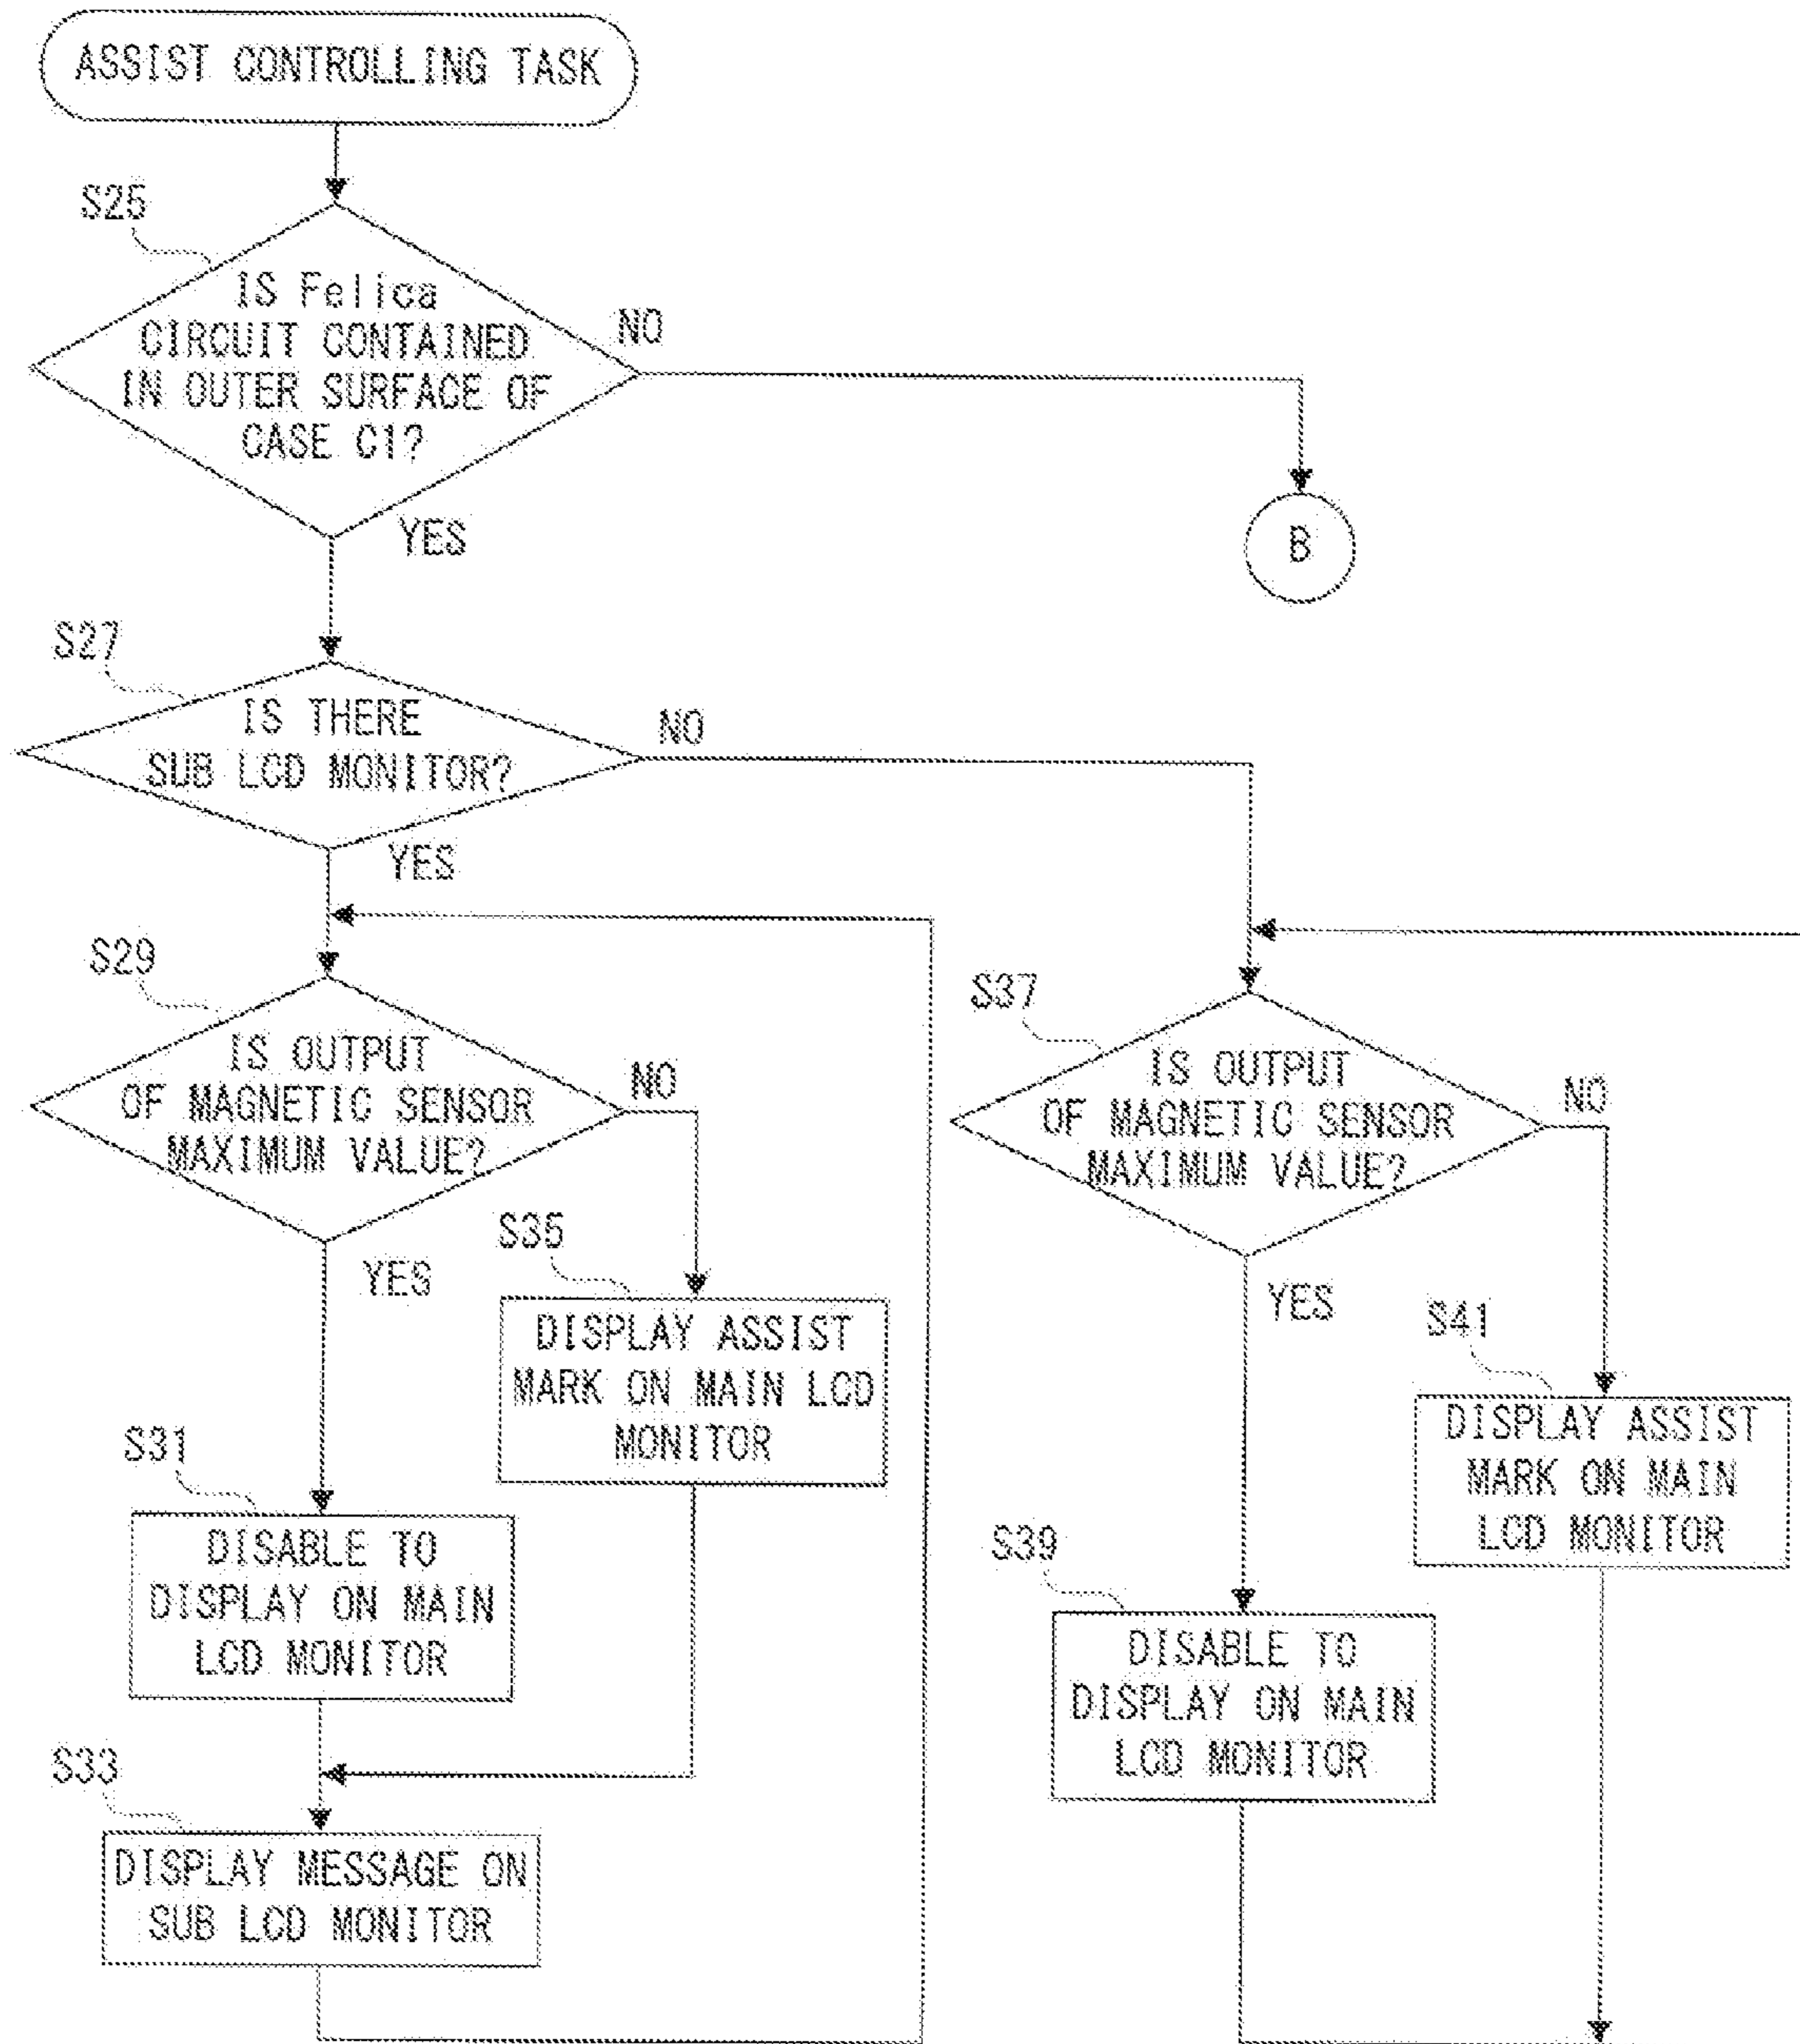 ASSIST CONTROLLING TASK
S25
IS Felica
CIRCUIT CONTAINED
IN OUTER SURFACE OF
CASE C1?
NO
YES
B
S27
IS THERE
SUB LCD MONITOR?
NO
YES
S29
IS OUTPUT
OF MAGNETIC SENSOR
MAXIMUM VALUE?
NO
YES
S35
DISPLAY ASSIST
MARK ON MAIN LCD
MONITOR
S31
DISABLE TO
DISPLAY ON MAIN
LCD MONITOR
S33
DISPLAY MESSAGE ON
SUB LCD MONITOR
S37
IS OUTPUT
OF MAGNETIC SENSOR
MAXIMUM VALUE?
NO
YES
S41
DISPLAY ASSIST
MARK ON MAIN
LCD MONITOR
S39
DISABLE TO
DISPLAY ON MAIN
LCD MONITOR